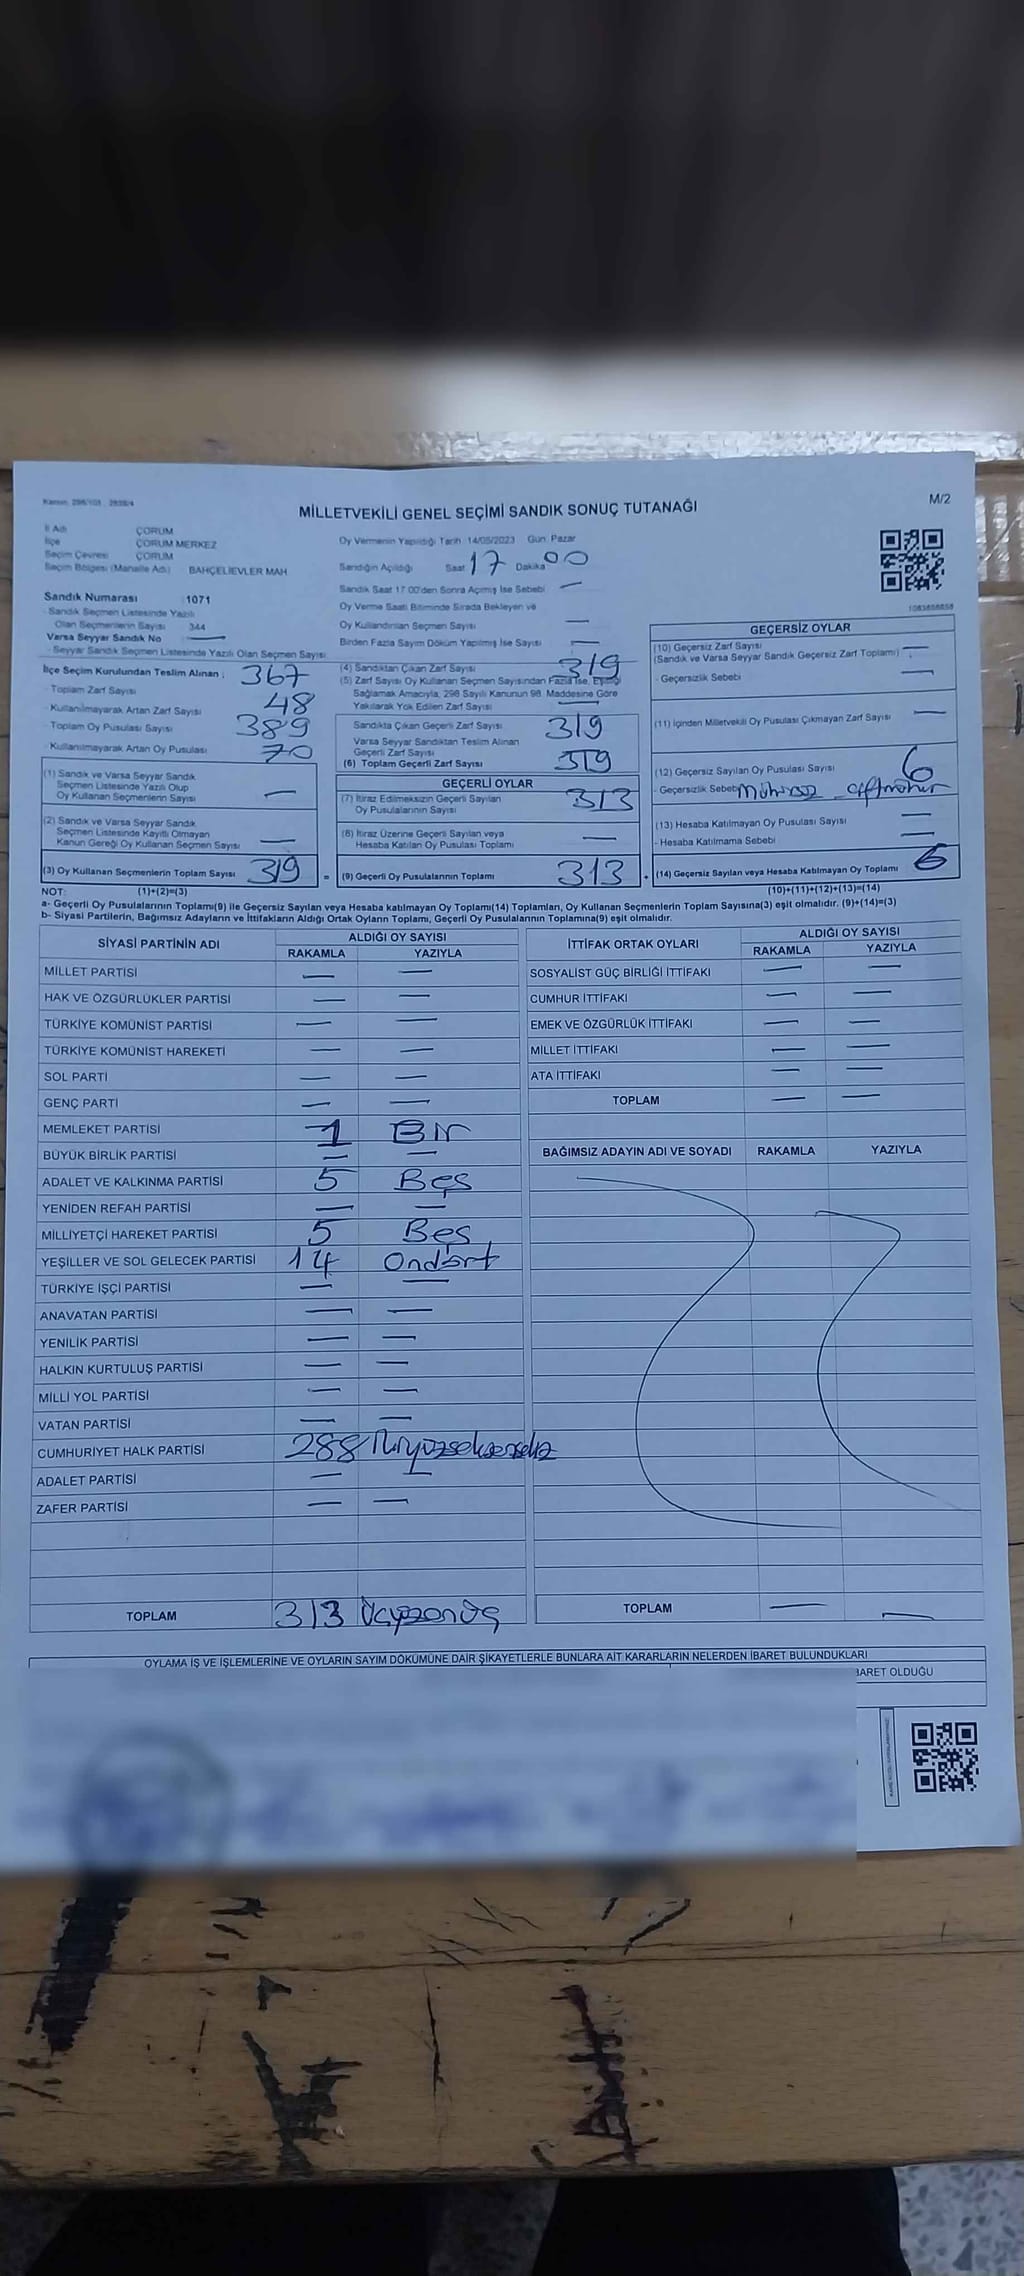 M/2
MİLLETVEKİLİ GENEL SEÇİMİ SANDIK SONUÇ TUTANAĞI
İl Adı ÇORUM
İlçe ÇORUM MERKEZ
Seçim Çevresi ÇORUM
Seçim Bölgesi (Mahalle Adı) BAHÇELİEVLER MAH
Sandık Numarası :1071
- Sandık Seçmen Listesinde Yazılı
Olan Seçmenlerin Sayısı 344
Varsa Seyyar Sandık No —
- Seyyar Sandık Seçmen Listesinde Yazılı Olan Seçmen Sayısı
İlçe Seçim Kurulundan Teslim Alınan ;
- Toplam Zarf Sayısı 367
- Kullanılmayarak Artan Zarf Sayısı 48
- Toplam Oy Pusulası Sayısı 389
- Kullanılmayarak Artan Oy Pusulası 70
(1) Sandık ve Varsa Seyyar Sandık
Seçmen Listesinde Yazılı Olup
Oy Kullanan Seçmenlerin Sayısı —
(2) Sandık ve Varsa Seyyar Sandık
Seçmen Listesinde Kayıtlı Olmayan
Kanun Gereği Oy Kullanan Seçmen Sayısı —
(3) Oy Kullanan Seçmenlerin Toplam Sayısı 319 =
Oy Vermenin Yapıldığı Tarih 14/05/2023 Gün: Pazar
Sandığın Açıldığı Saat 17 Dakika 00
Sandık Saat 17.00'den Sonra Açılmış İse Sebebi —
Oy Verme Saati Bitiminde Sırada Bekleyen ve
Oy Kullandırılan Seçmen Sayısı —
Birden Fazla Sayım Döküm Yapılmış İse Sayısı —
(4) Sandıktan Çıkan Zarf Sayısı 319
(5) Zarf Sayısı Oy Kullanan Seçmen Sayısından Fazla İse, Eşitliği
Sağlamak Amacıyla, 298 Sayılı Kanunun 98. Maddesine Göre
Yakılarak Yok Edilen Zarf Sayısı —
Sandıkta Çıkan Geçerli Zarf Sayısı 319
Varsa Seyyar Sandıktan Teslim Alınan
Geçerli Zarf Sayısı
(6) Toplam Geçerli Zarf Sayısı 319
GEÇERLİ OYLAR
(7) İtiraz Edilmeksizin Geçerli Sayılan
Oy Pusulalarının Sayısı 313
(8) İtiraz Üzerine Geçerli Sayılan veya
Hesaba Katılan Oy Pusulası Toplamı —
(9) Geçerli Oy Pusulalarının Toplamı 313 +
1083858858
GEÇERSİZ OYLAR
(10) Geçersiz Zarf Sayısı
(Sandık ve Varsa Seyyar Sandık Geçersiz Zarf Toplamı) —
- Geçersizlik Sebebi —
(11) İçinden Milletvekili Oy Pusulası Çıkmayan Zarf Sayısı —
(12) Geçersiz Sayılan Oy Pusulası Sayısı 6
- Geçersizlik Sebebi Mühürsüz çiftmühür
(13) Hesaba Katılmayan Oy Pusulası Sayısı —
- Hesaba Katılmama Sebebi —
(14) Geçersiz Sayılan veya Hesaba Katılmayan Oy Toplamı 6
NOT: (1)+(2)=(3) (10)+(11)+(12)+(13)=(14)
a- Geçerli Oy Pusulalarının Toplamı(9) ile Geçersiz Sayılan veya Hesaba katılmayan Oy Toplamı(14) Toplamları, Oy Kullanan Seçmenlerin Toplam Sayısına(3) eşit olmalıdır. (9)+(14)=(3)
b- Siyasi Partilerin, Bağımsız Adayların ve İttifakların Aldığı Ortak Oyların Toplamı, Geçerli Oy Pusulalarının Toplamına(9) eşit olmalıdır.
SİYASİ PARTİNİN ADI ALDIĞI OY SAYISI
RAKAMLA YAZIYLA
MİLLET PARTİSİ — —
HAK VE ÖZGÜRLÜKLER PARTİSİ — —
TÜRKİYE KOMÜNİST PARTİSİ — —
TÜRKİYE KOMÜNİST HAREKETİ — —
SOL PARTİ — —
GENÇ PARTİ — —
MEMLEKET PARTİSİ 1 Bir
BÜYÜK BİRLİK PARTİSİ — —
ADALET VE KALKINMA PARTİSİ 5 Beş
YENİDEN REFAH PARTİSİ — —
MİLLİYETÇİ HAREKET PARTİSİ 5 Beş
YEŞİLLER VE SOL GELECEK PARTİSİ 14 Ondört
TÜRKİYE İŞÇİ PARTİSİ — —
ANAVATAN PARTİSİ — —
YENİLİK PARTİSİ — —
HALKIN KURTULUŞ PARTİSİ — —
MİLLİ YOL PARTİSİ — —
VATAN PARTİSİ — —
CUMHURİYET HALK PARTİSİ 288 İkiyüzseksensekiz
ADALET PARTİSİ — —
ZAFER PARTİSİ — —
TOPLAM 313 Üçyüzonüç
İTTİFAK ORTAK OYLARI ALDIĞI OY SAYISI
RAKAMLA YAZIYLA
SOSYALİST GÜÇ BİRLİĞİ İTTİFAKI — —
CUMHUR İTTİFAKI — —
EMEK VE ÖZGÜRLÜK İTTİFAKI — —
MİLLET İTTİFAKI — —
ATA İTTİFAKI — —
TOPLAM — —
BAĞIMSIZ ADAYIN ADI VE SOYADI RAKAMLA YAZIYLA
TOPLAM — —
OYLAMA İŞ VE İŞLEMLERİNE VE OYLARIN SAYIM DÖKÜMÜNE DAİR ŞİKAYETLERLE BUNLARA AİT KARARLARIN NELERDEN İBARET BULUNDUKLARI
BARET OLDUĞU